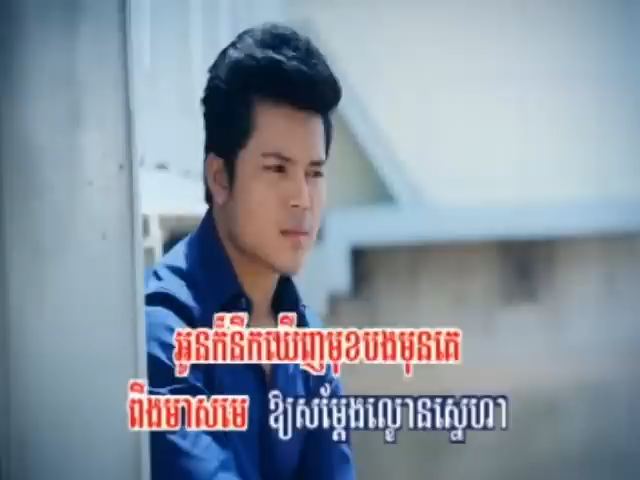 អូនក៏នឹកឃើញមុខបងមុនគេ
ពឹងមាសមេ ឱ្យសម្ដែងល្ខោនស្នេហា